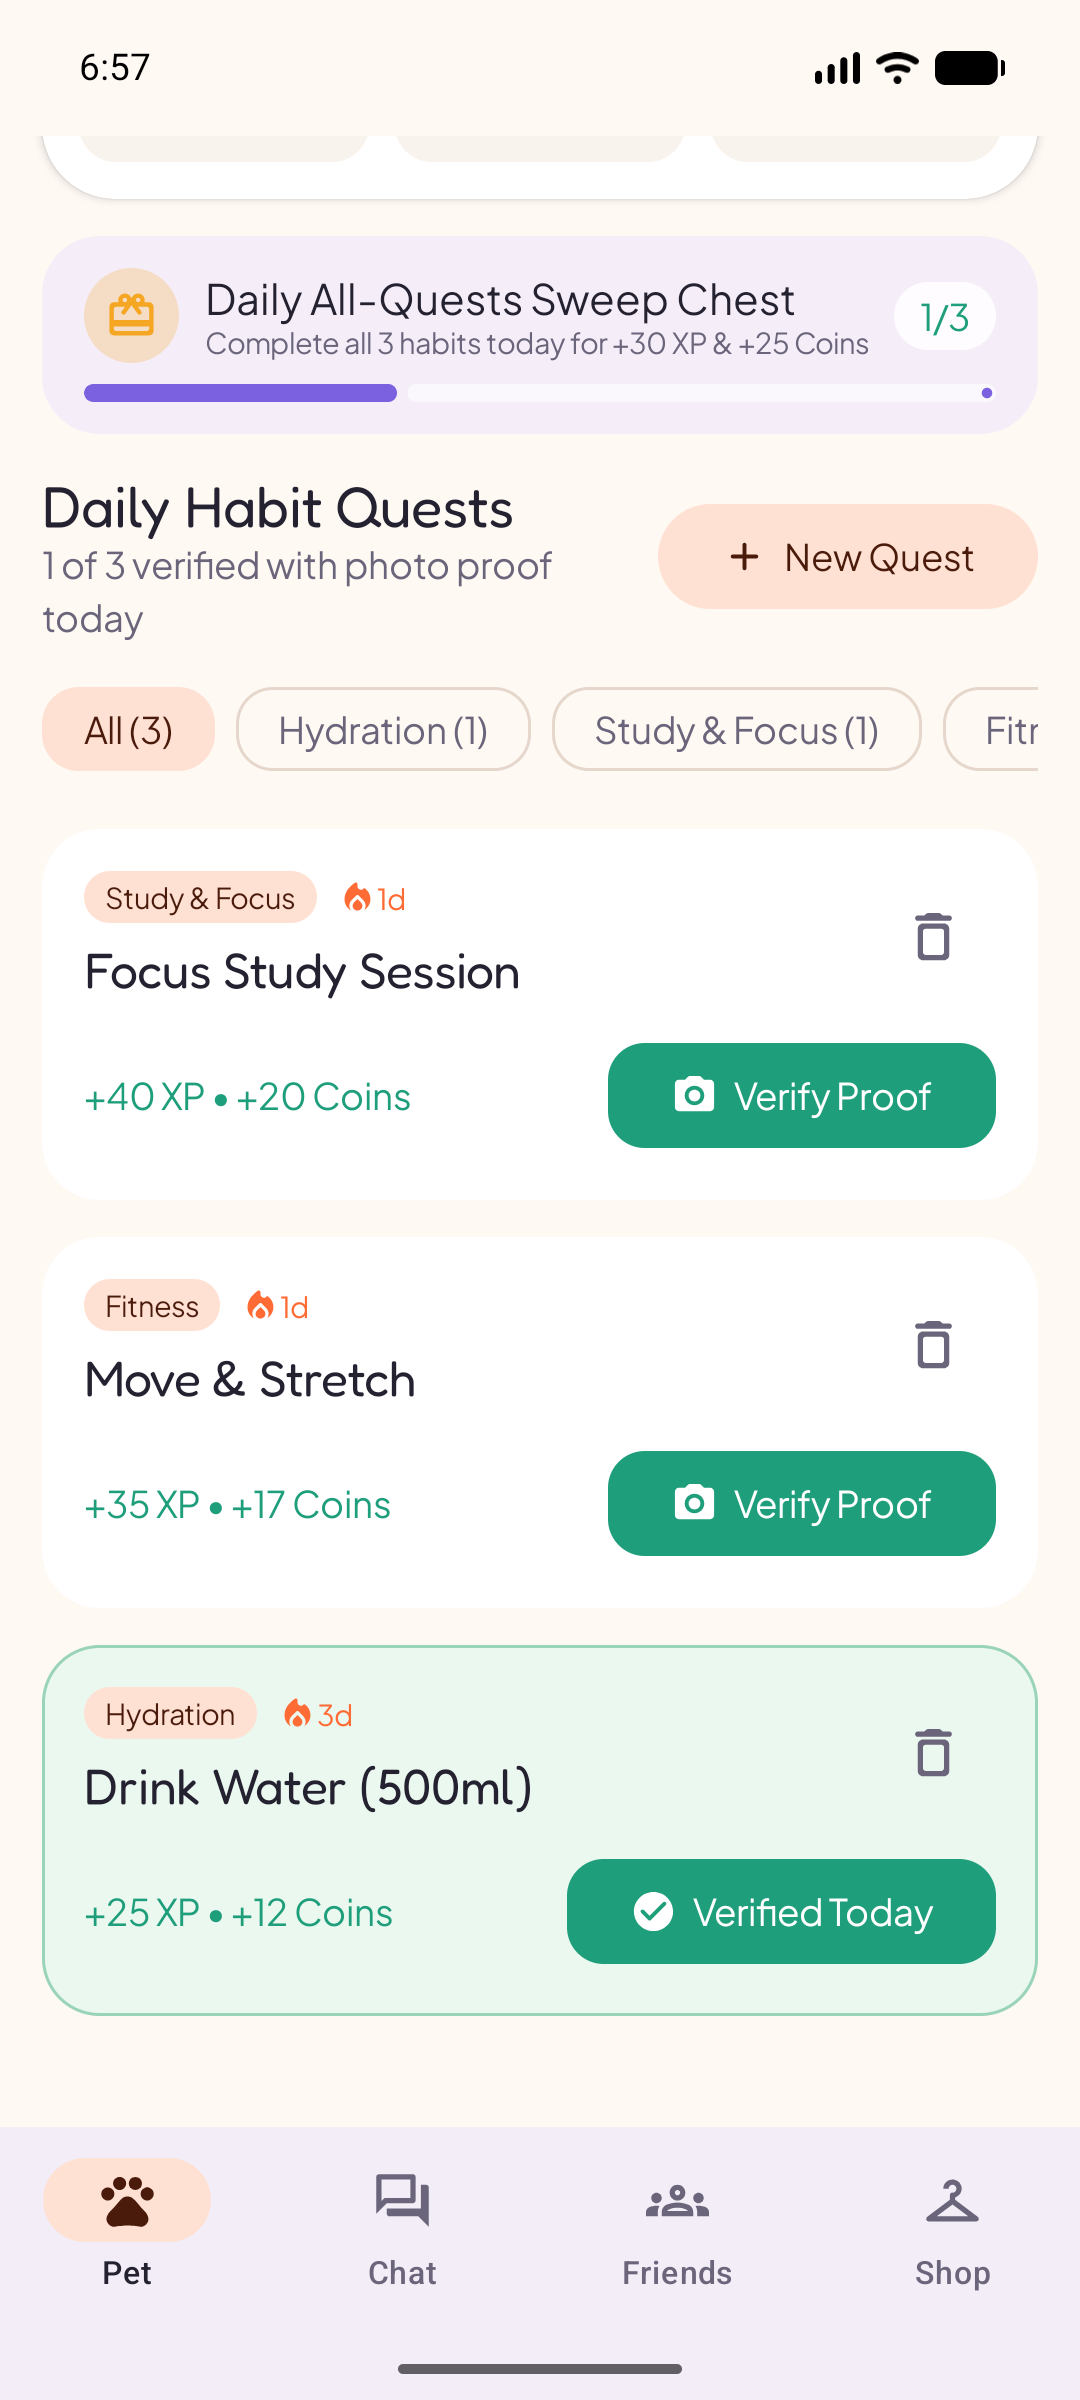 6:57
Daily All-Quests Sweep Chest
Complete all 3 habits today for +30 XP & +25 Coins
1/3
Daily Habit Quests
1 of 3 verified with photo proof
today
+ New Quest
All (3)
Hydration (1)
Study & Focus (1)
Fitr
Study & Focus
1d
Focus Study Session
+40 XP • +20 Coins
Verify Proof
Fitness
1d
Move & Stretch
+35 XP • +17 Coins
Verify Proof
Hydration
3d
Drink Water (500ml)
+25 XP • +12 Coins
Verified Today
Pet
Chat
Friends
Shop